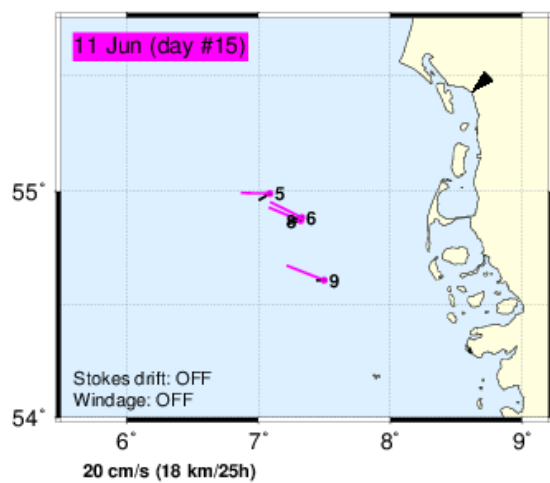 11 Jun (day #15)
55°
5
6
8
9
Stokes drift: OFF
Windage: OFF
54°
6° 7° 8° 9°
20 cm/s (18 km/25h)